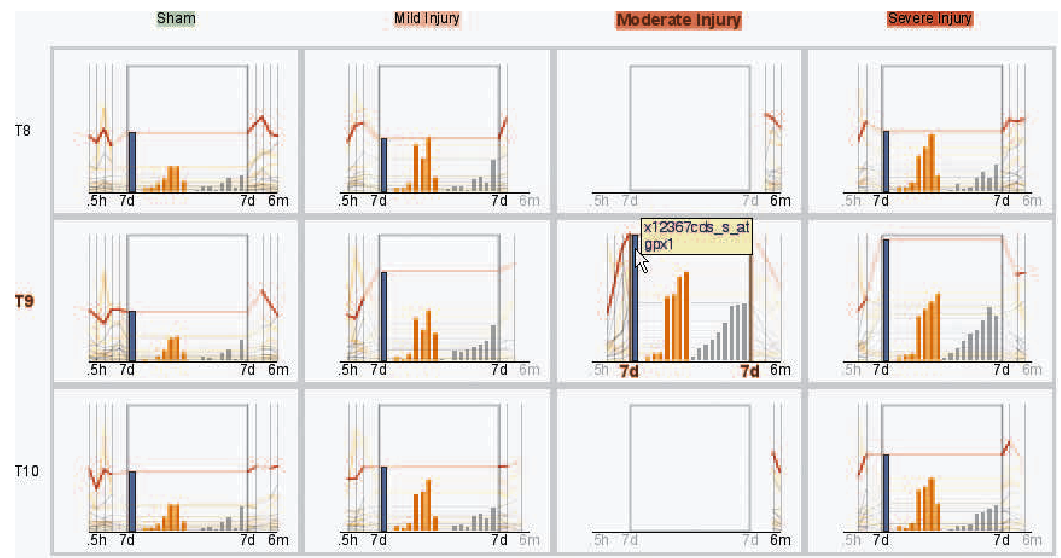 Sham Mild Injury Moderate Injury Severe Injury
T8
.5h 7d 7d 6m .5h 7d 7d 6m .5h 7d 7d 6m .5h 7d 7d 6m
x12367cds_s_at
gpx1
T9
.5h 7d 7d 6m .5h 7d 7d 6m .5h 7d 7d 6m .5h 7d 7d 6m
T10
.5h 7d 7d 6m .5h 7d 7d 6m .5h 7d 7d 6m .5h 7d 7d 6m